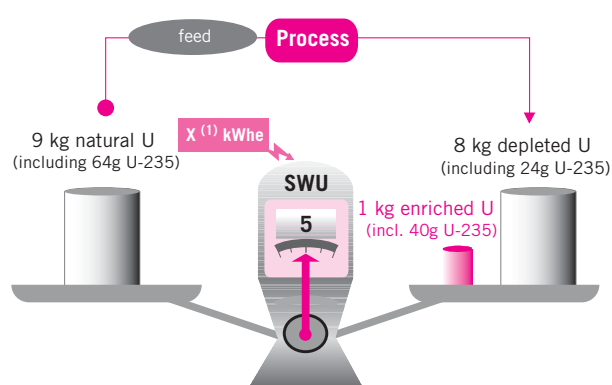 feed
Process
9 kg natural U
(including 64g U-235)
X (1) kWhe
SWU
5
8 kg depleted U
(including 24g U-235)
1 kg enriched U
(incl. 40g U-235)